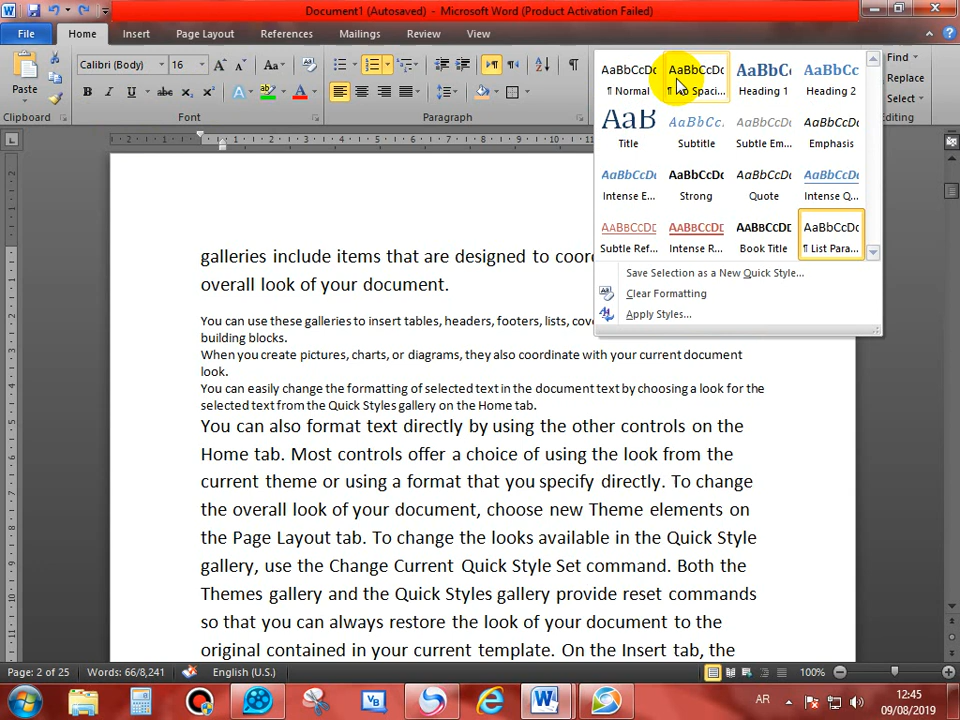 Document1 (Autosaved) - Microsoft Word (Product Activation Failed)
File Home Insert Page Layout References Mailings Review View
Paste
Calibri (Body) 16 Aa
B I U abc x₂ x² A ab A
Clipboard Font Paragraph
AaBbCcDc AaBbCcDc AaBbCc AaBbCc
¶ Normal Spaci... Heading 1 Heading 2
AaB AaBbCc. AaBbCcDc AaBbCcDc
Title Subtitle Subtle Em... Emphasis
AaBbCcDc AaBbCcDc AaBbCcDc AaBbCcDc
Intense E... Strong Quote Intense Q...
AaBbCcDd AaBbCcDd AaBbCcDd AaBbCcDc
Subtle Ref... Intense R... Book Title ¶ List Para...
Save Selection as a New Quick Style...
Clear Formatting
Apply Styles...
Find
Replace
Select
galleries include items that are designed to
overall look of your document.
You can use these galleries to insert tables, headers, footers, lists,
building blocks.
When you create pictures, charts, or diagrams, they also coordinate with your current document
look.
You can easily change the formatting of selected text in the document text by choosing a look for the
selected text from the Quick Styles gallery on the Home tab.
You can also format text directly by using the other controls on the
Home tab. Most controls offer a choice of using the look from the
current theme or using a format that you specify directly. To change
the overall look of your document, choose new Theme elements on
the Page Layout tab. To change the looks available in the Quick Style
gallery, use the Change Current Quick Style Set command. Both the
Themes gallery and the Quick Styles gallery provide reset commands
so that you can always restore the look of your document to the
original contained in your current template. On the Insert tab, the
Page: 2 of 25 Words: 66/8,241 English (U.S.) 100%
AR 12:45
09/08/2019